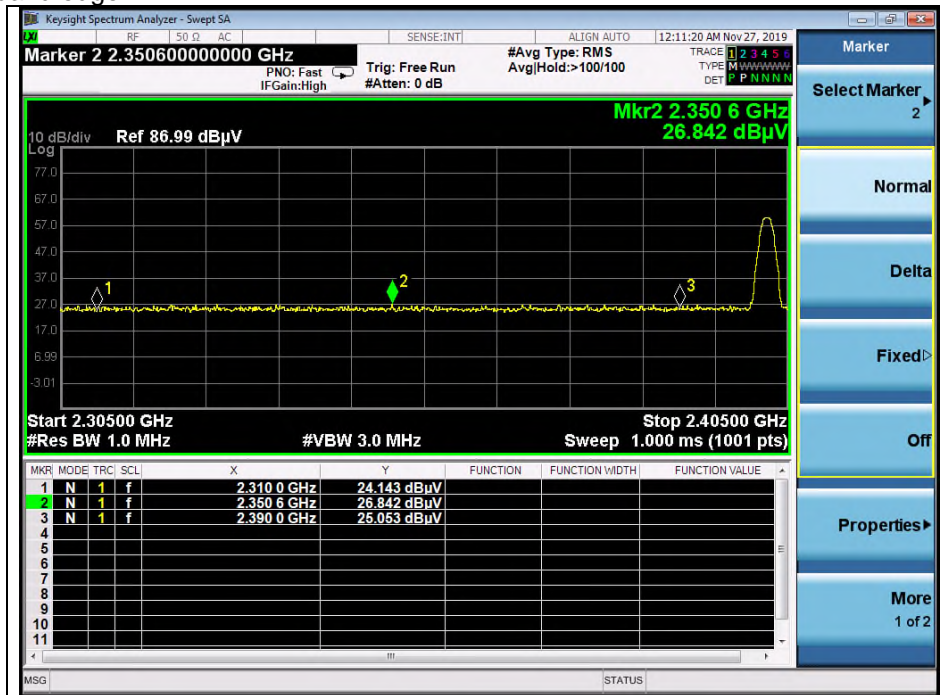 Keysight Spectrum Analyzer - Swept SA
LXI RF 50 Ω AC SENSE:INT ALIGN AUTO 12:11:20 AM Nov 27, 2019
Marker 2 2.350600000000 GHz
PNO: Fast
IFGain:High
Trig: Free Run
#Atten: 0 dB
#Avg Type: RMS
Avg|Hold:>100/100
TRACE 1 2 3 4 5 6
TYPE M W W W W W
DET P P N N N N
Mkr2 2.350 6 GHz
26.842 dBµV
10 dB/div Ref 86.99 dBµV
Log
77.0
67.0
57.0
47.0
37.0
27.0
17.0
6.99
-3.01
1
2
3
Start 2.30500 GHz Stop 2.40500 GHz
#Res BW 1.0 MHz #VBW 3.0 MHz Sweep 1.000 ms (1001 pts)
MKR MODE TRC SCL X Y FUNCTION FUNCTION WIDTH FUNCTION VALUE
1 N 1 f 2.310 0 GHz 24.143 dBµV
2 N 1 f 2.350 6 GHz 26.842 dBµV
3 N 1 f 2.390 0 GHz 25.053 dBµV
4
5
6
7
8
9
10
11
MSG STATUS
Marker
Select Marker
2
Normal
Delta
Fixed
Off
Properties
More
1 of 2